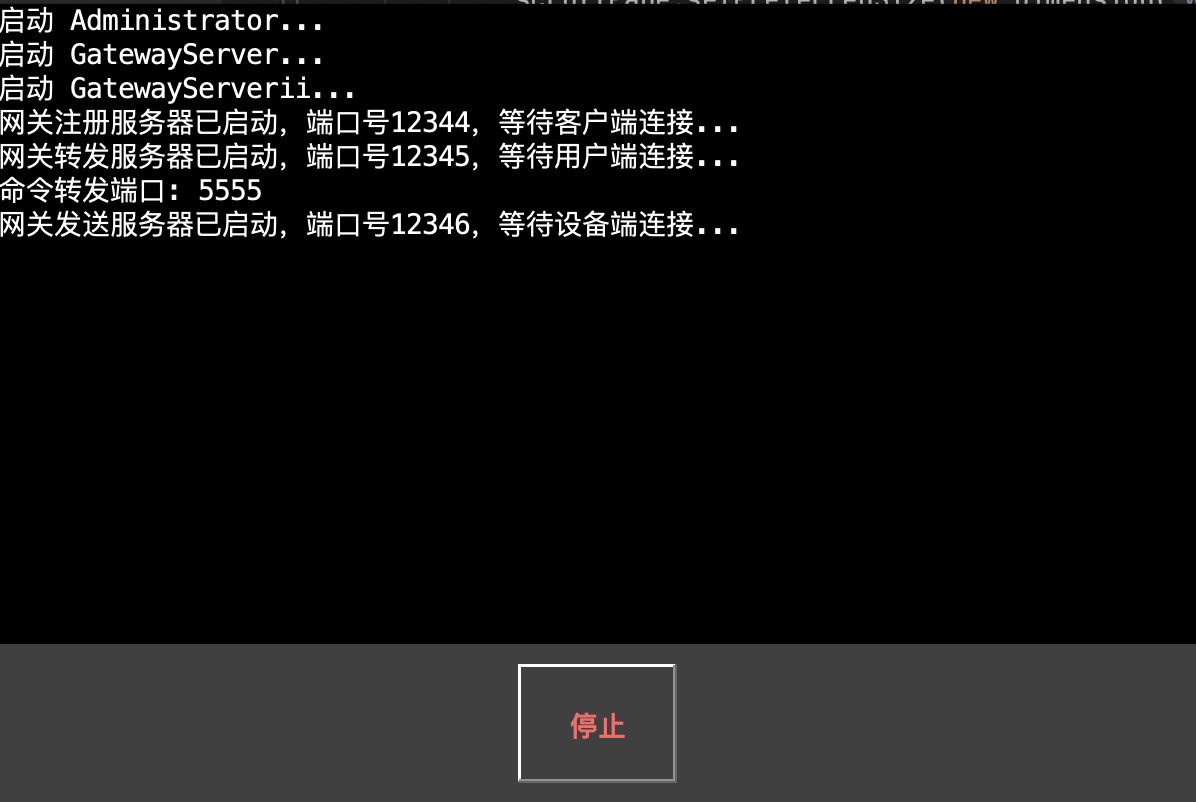 启动 Administrator...
启动 GatewayServer...
启动 GatewayServerii...
网关注册服务器已启动，端口号12344，等待客户端连接...
网关转发服务器已启动，端口号12345，等待用户端连接...
命令转发端口: 5555
网关发送服务器已启动，端口号12346，等待设备端连接...
停止